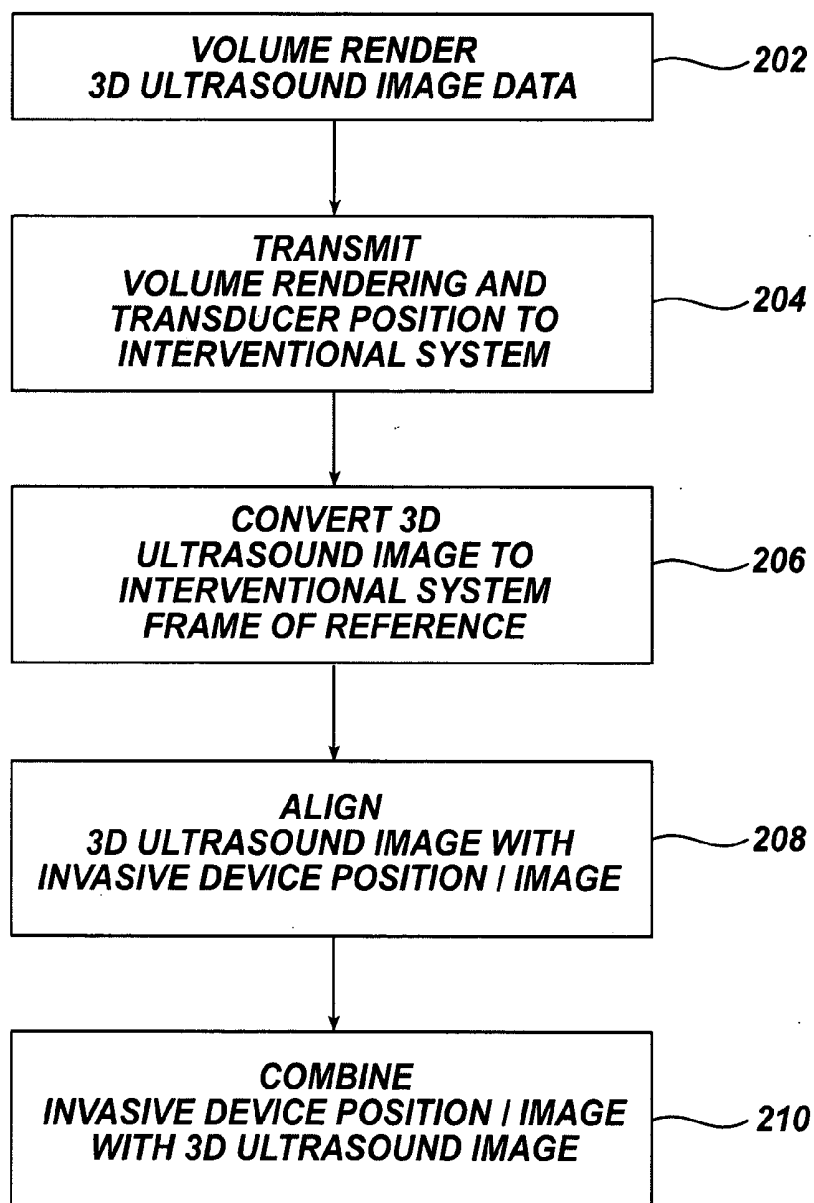 VOLUME RENDER
3D ULTRASOUND IMAGE DATA
202
TRANSMIT
VOLUME RENDERING AND
TRANSDUCER POSITION TO
INTERVENTIONAL SYSTEM
204
CONVERT 3D
ULTRASOUND IMAGE TO
INTERVENTIONAL SYSTEM
FRAME OF REFERENCE
206
ALIGN
3D ULTRASOUND IMAGE WITH
INVASIVE DEVICE POSITION / IMAGE
208
COMBINE
INVASIVE DEVICE POSITION / IMAGE
WITH 3D ULTRASOUND IMAGE
210